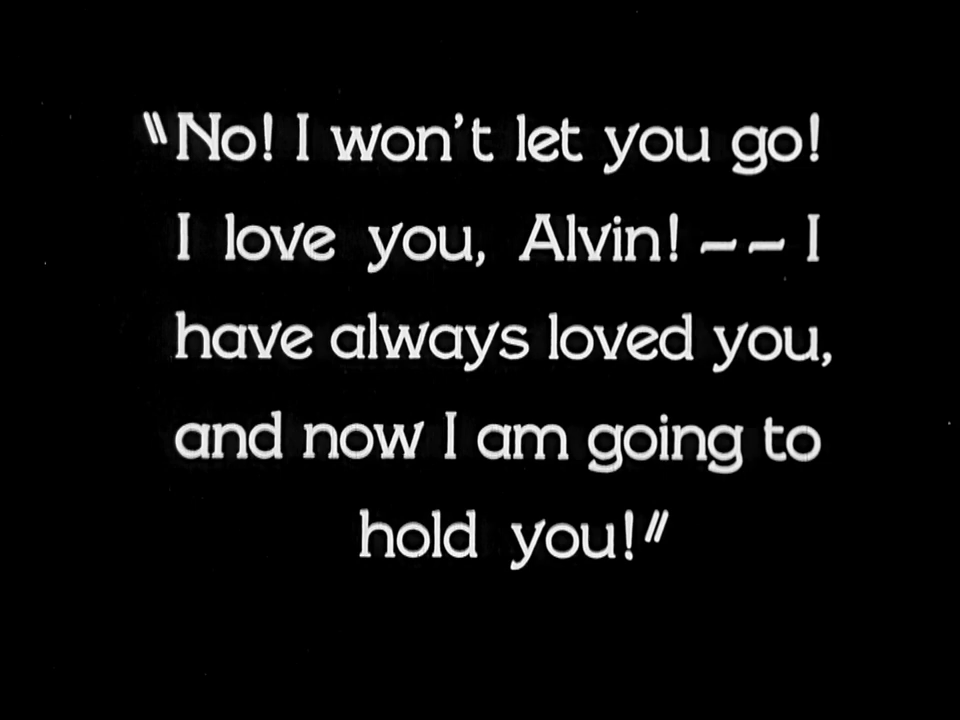 "No! I won't let you go!
I love you, Alvin! -- I
have always loved you,
and now I am going to
hold you!"